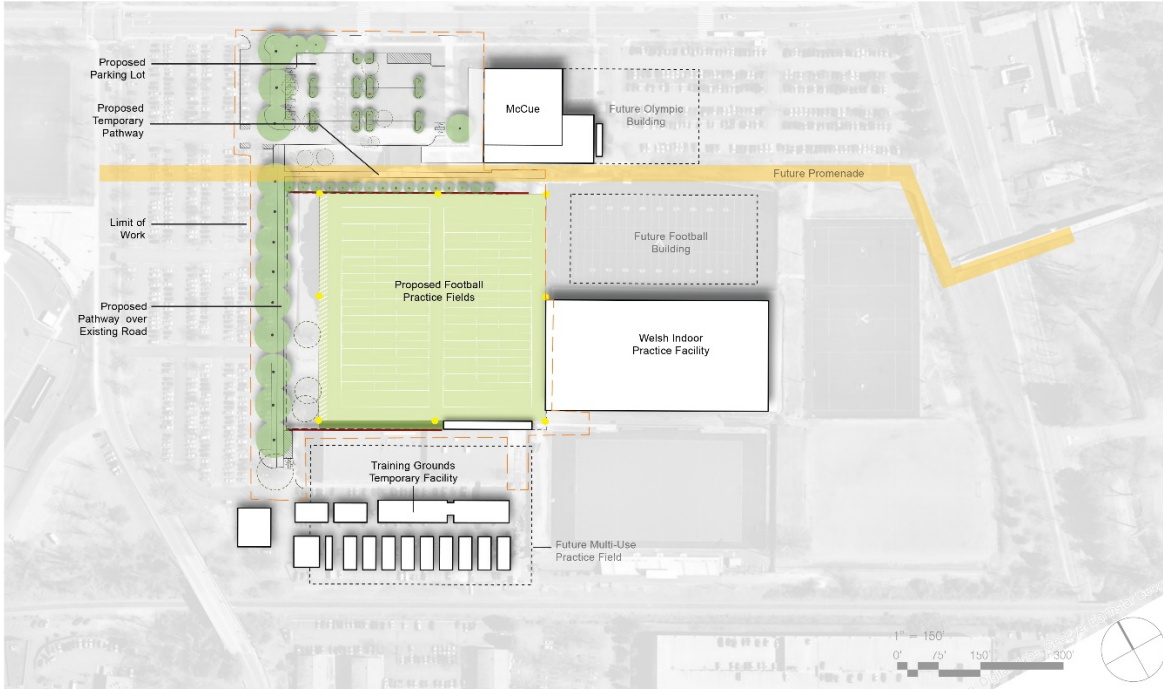 Proposed
Parking Lot
Proposed
Temporary
Pathway
McCue
Future Olympic
Building
Future Promenade
Limit of
Work
Future Football
Building
Proposed Football
Practice Fields
Proposed
Pathway over
Existing Road
Welsh Indoor
Practice Facility
Training Grounds
Temporary Facility
Future Multi-Use
Practice Field
1" = 150'
0' 75' 150' 300'